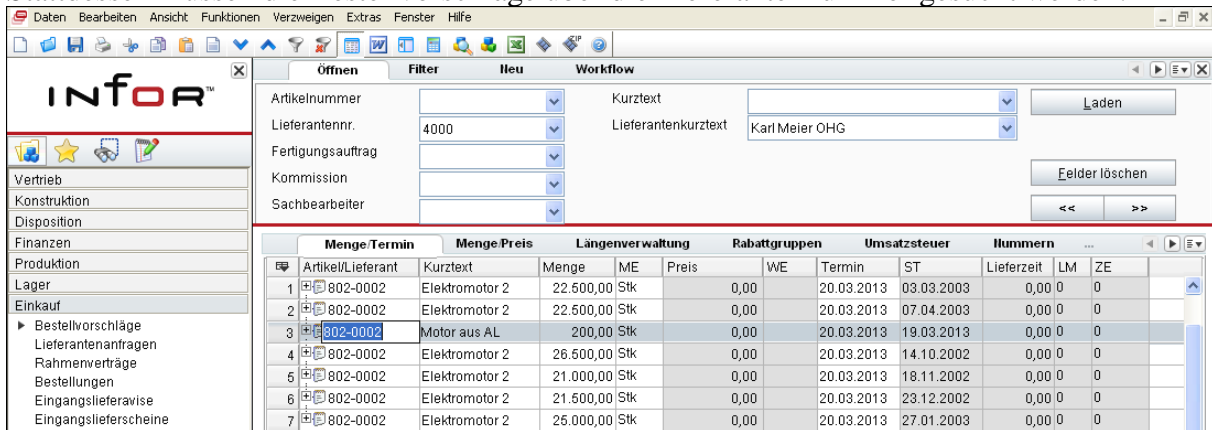 Daten Bearbeiten Ansicht Funktionen Verzweigen Extras Fenster Hilfe
infor™
Öffnen Filter Neu Workflow
Artikelnummer Kurztext Laden
Lieferantennr. 4000 Lieferantenkurztext Karl Meier OHG
Fertigungsauftrag
Kommission Felder löschen
Sachbearbeiter << >>
Vertrieb
Konstruktion
Disposition
Finanzen
Produktion
Lager
Einkauf
Bestellvorschläge
Lieferantenanfragen
Rahmenverträge
Bestellungen
Eingangslieferavise
Eingangslieferscheine
Menge/Termin Menge/Preis Längenverwaltung Rabattgruppen Umsatzsteuer Nummern ...
Artikel/Lieferant Kurztext Menge ME Preis WE Termin ST Lieferzeit LM ZE
1 802-0002 Elektromotor 2 22.500,00 Stk 0,00 20.03.2013 03.03.2003 0,00 0 0
2 802-0002 Elektromotor 2 22.500,00 Stk 0,00 20.03.2013 07.04.2003 0,00 0 0
3 802-0002 Motor aus AL 200,00 Stk 0,00 20.03.2013 19.03.2013 0,00 0 0
4 802-0002 Elektromotor 2 26.500,00 Stk 0,00 20.03.2013 14.10.2002 0,00 0 0
5 802-0002 Elektromotor 2 21.000,00 Stk 0,00 20.03.2013 18.11.2002 0,00 0 0
6 802-0002 Elektromotor 2 21.500,00 Stk 0,00 20.03.2013 23.12.2002 0,00 0 0
7 802-0002 Elektromotor 2 25.000,00 Stk 0,00 20.03.2013 27.01.2003 0,00 0 0